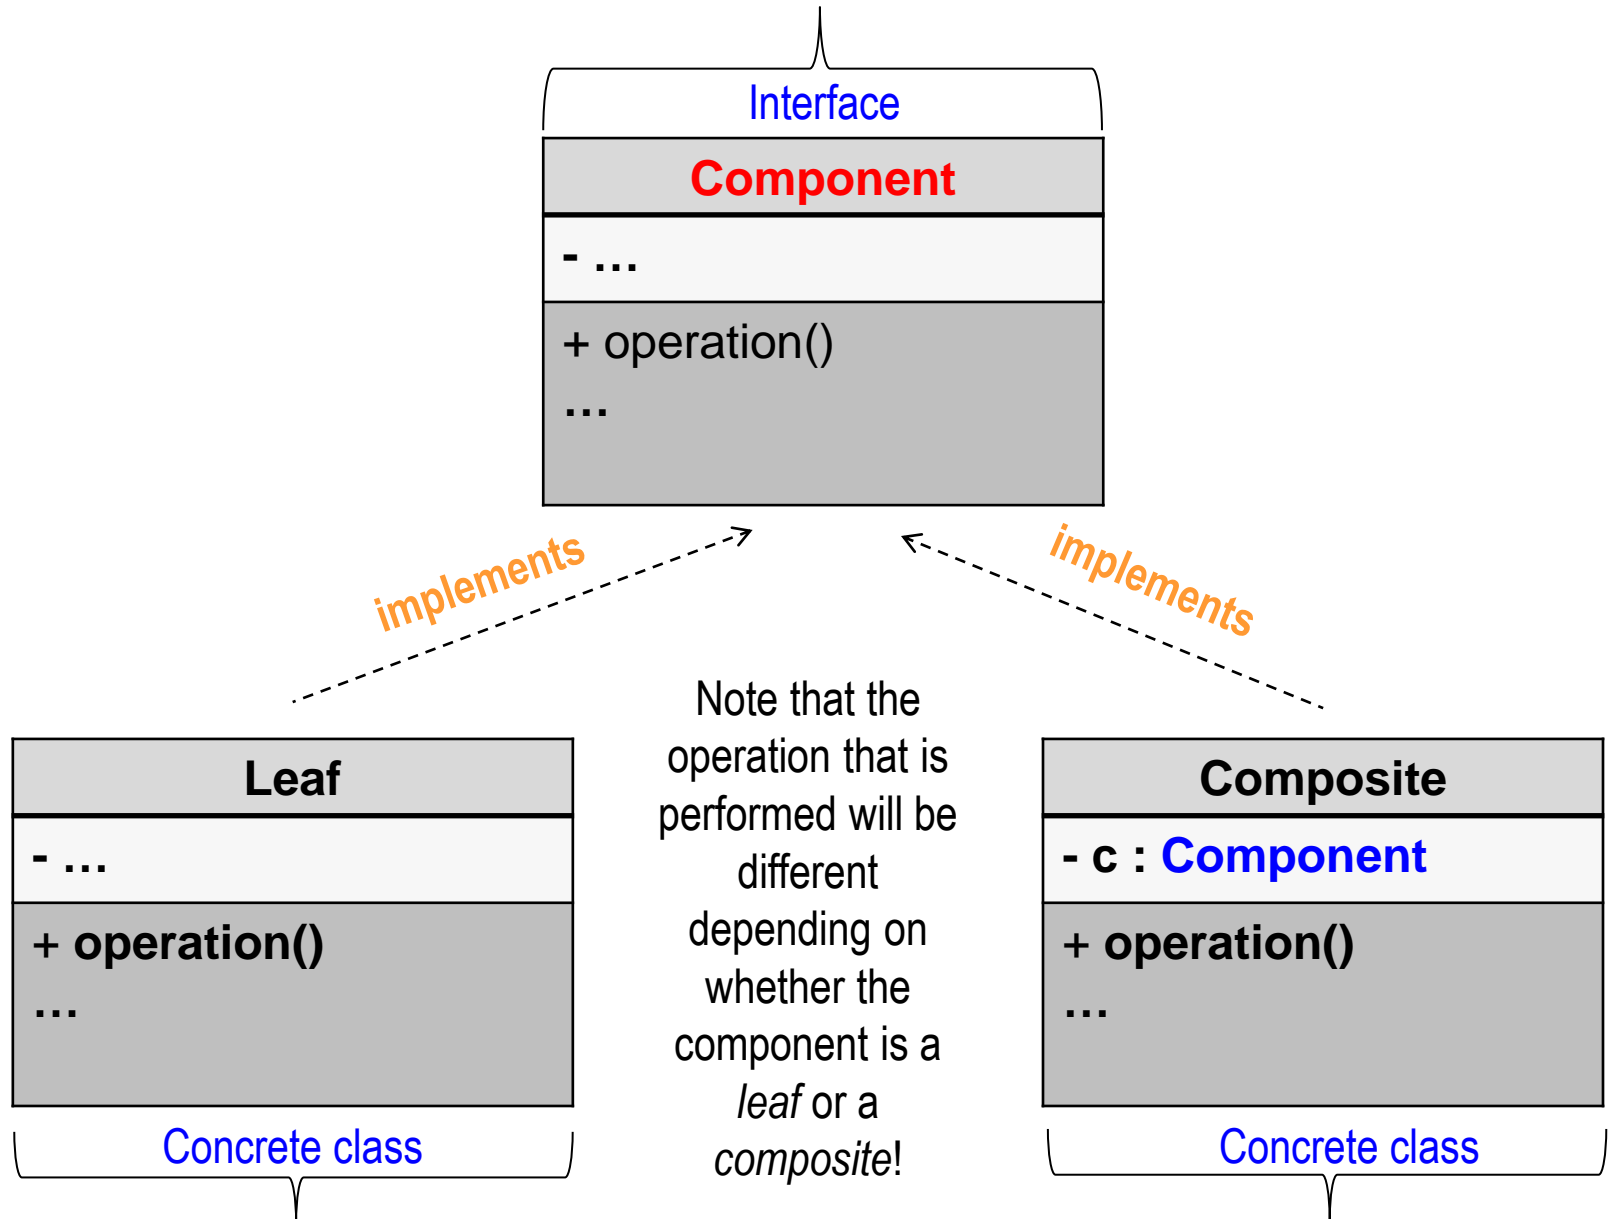 Interface
Component
- …
+ operation()
…
implements
implements
Leaf
- …
+ operation()
…
Concrete class
Note that the
operation that is
performed will be
different
depending on
whether the
component is a
leaf or a
composite!
Composite
- c : Component
+ operation()
…
Concrete class